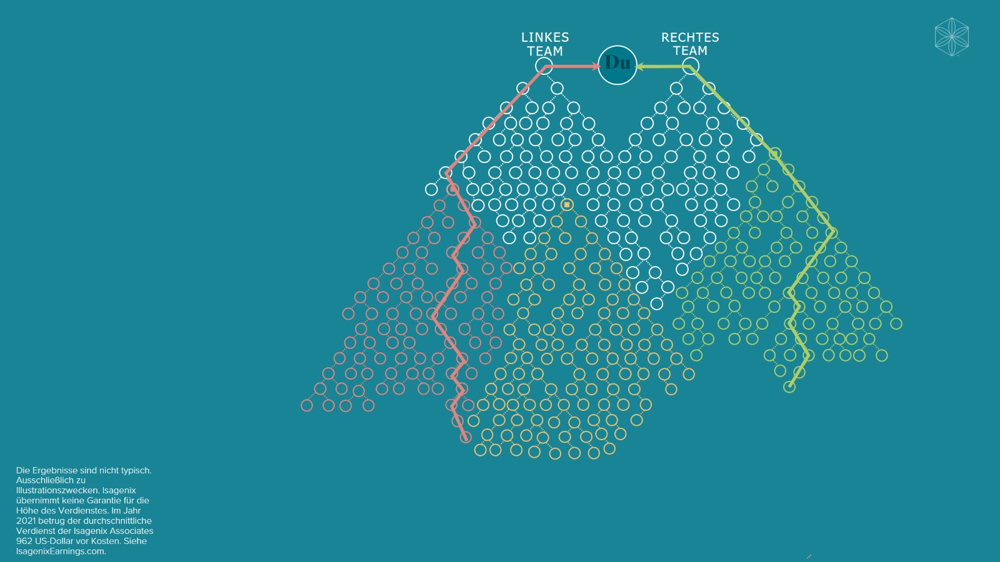 LINKES
TEAM
RECHTES
TEAM
Du
Die Ergebnisse sind nicht typisch.
Ausschließlich zu
Illustrationszwecken. Isagenix
übernimmt keine Garantie für die
Höhe des Verdienstes. Im Jahr
2021 betrug der durchschnittliche
Verdienst der Isagenix Associates
962 US-Dollar vor Kosten. Siehe
IsagenixEarnings.com.